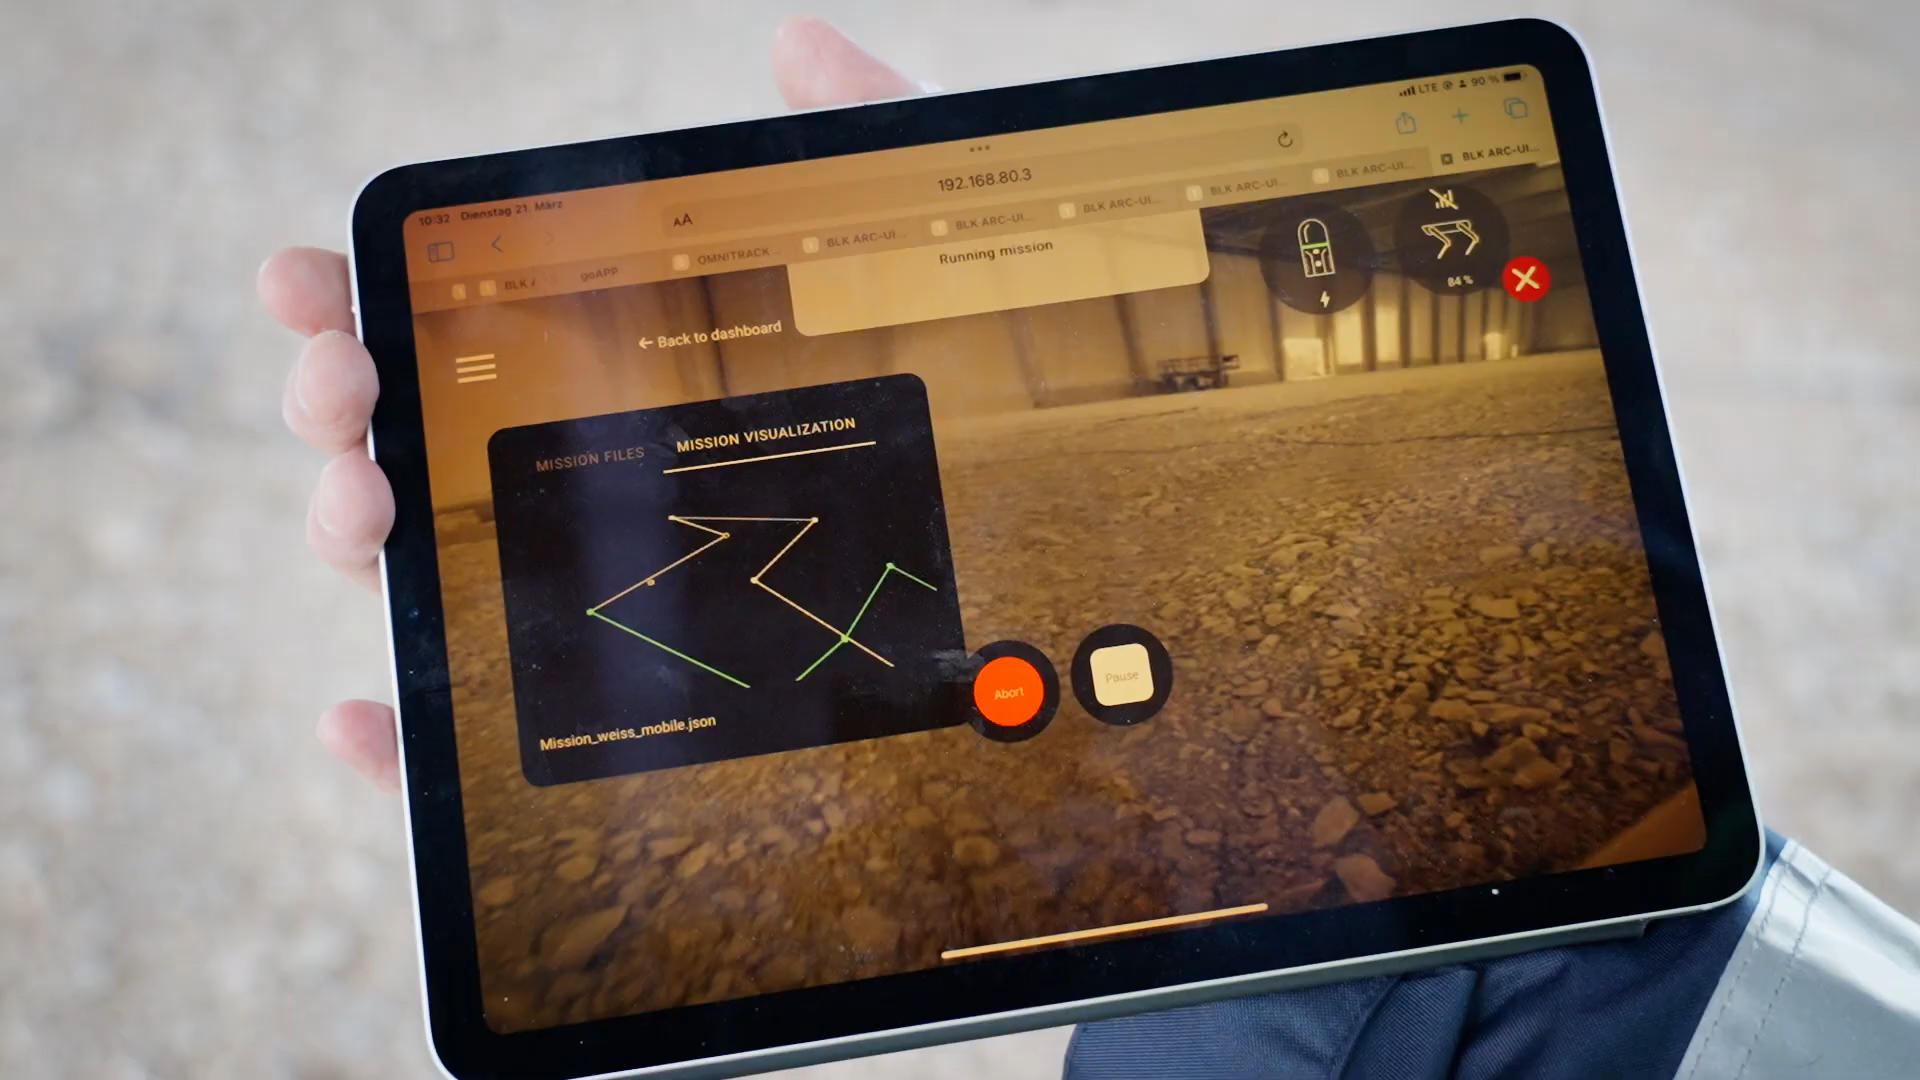 10:32 Dienstag 21. März
LTE 90 %
AA 192.168.80.3
BLK goAPP OMNITRACK... BLK ARC-UI... BLK ARC-UI... BLK ARC-UI... BLK ARC-UI... BLK ARC-UI... BLK ARC-UI...
Running mission
84 %
← Back to dashboard
MISSION FILES MISSION VISUALIZATION
Abort Pause
Mission_weiss_mobile.json